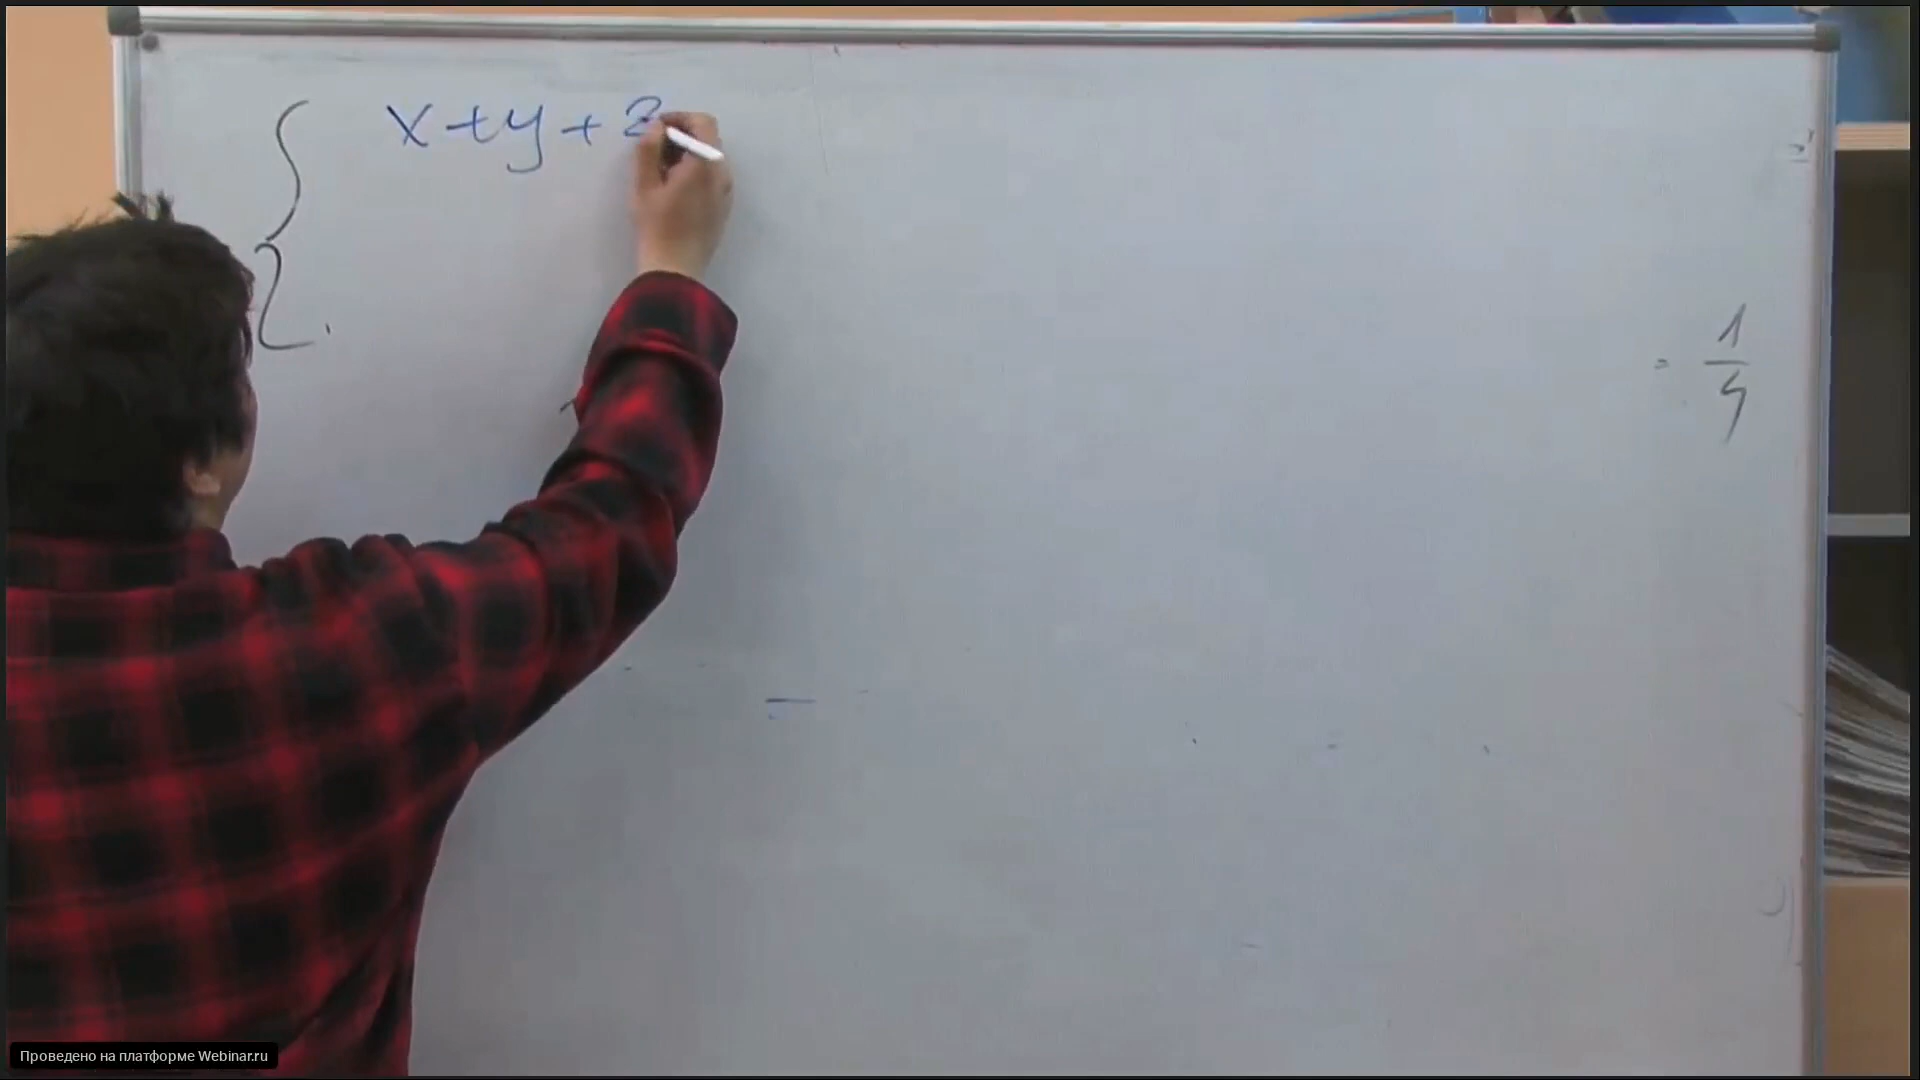 x + y + z
= 1/4
Проведено на платформе Webinar.ru